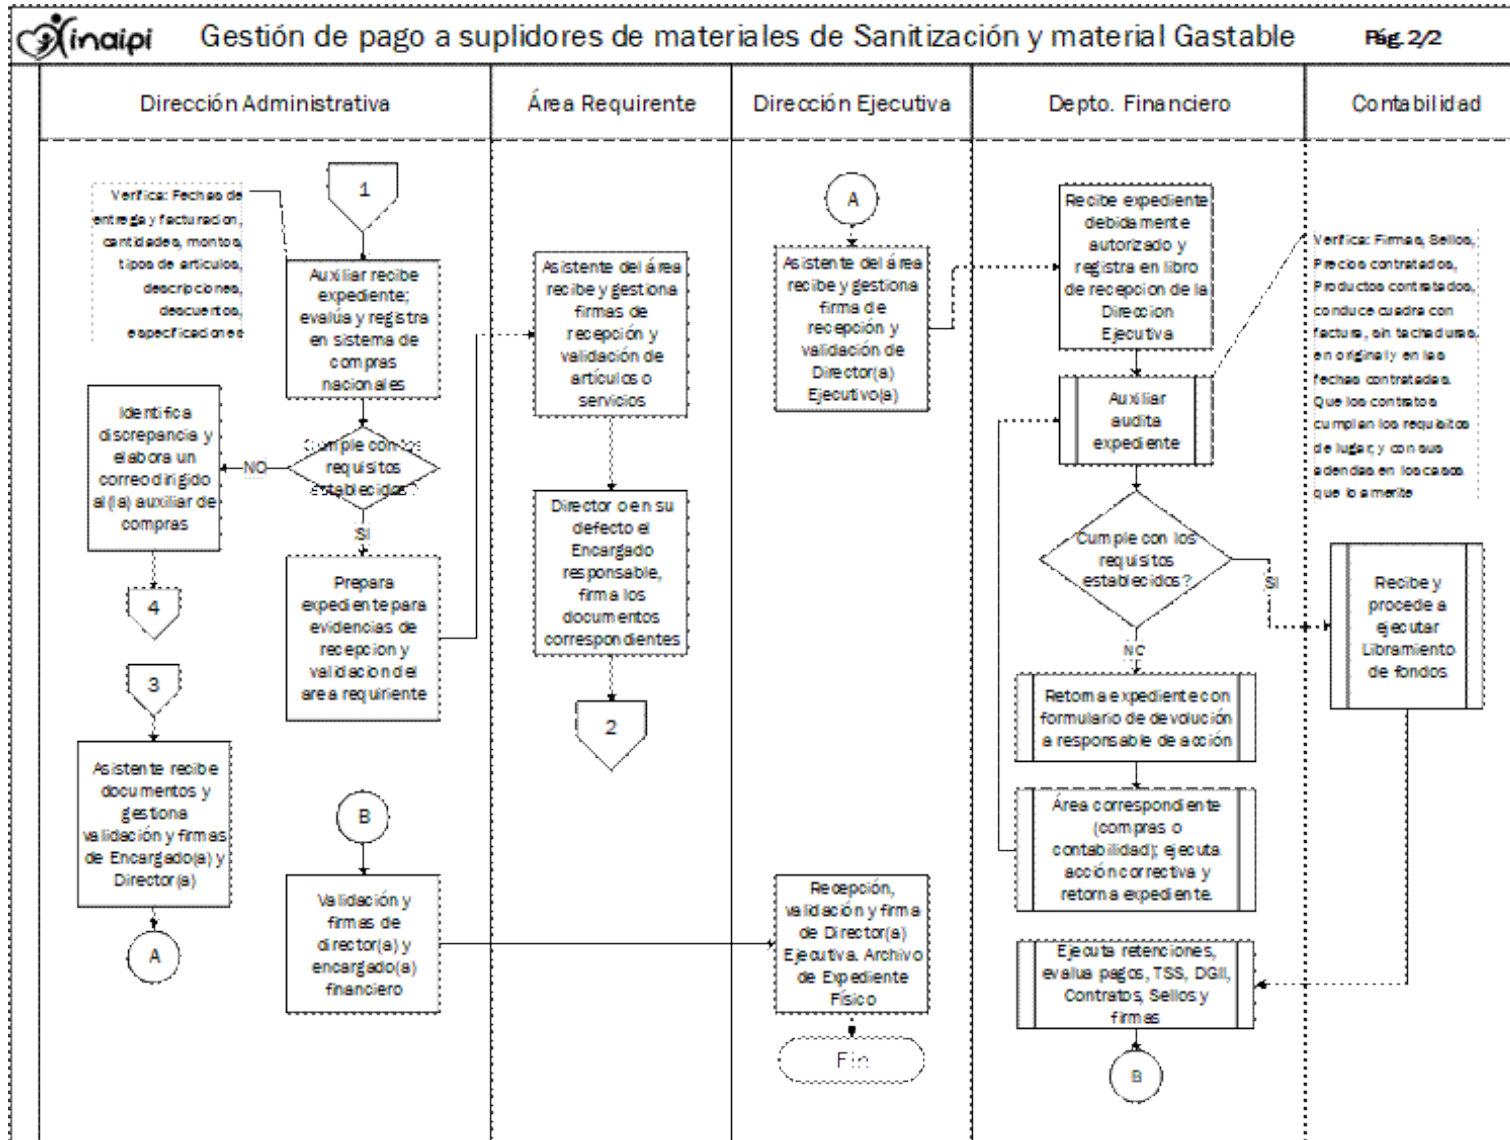 inaipi
Gestión de pago a suplidores de materiales de Sanitización y material Gastable
Pág. 2/2
Dirección Administrativa
Área Requirente
Dirección Ejecutiva
Depto. Financiero
Contabilidad
Verifica: Fechas de
entrega y facturacion,
cantidades, montos,
tipos de articulos,
descripciones,
descuertos,
especificaciones
1
Auxiliar recibe
expediente;
evalúa y registra
en sistema de
compras
nacionales
Identifica
discrepancia y
elabora un
correo dirigido
al(la) auxiliar de
compras
NO
Cumple con los
requisitos
establecidos?
SI
4
Prepara
expediente para
evidencias de
recepcion y
validacion del
area requiriente
3
Asistente recibe
documentos y
gestiona
validación y firmas
de Encargado(a) y
Director(a)
A
B
Validación y
firmas de
director(a) y
encargado(a)
financiero
Asistente del área
recibe y gestiona
firmas de
recepción y
validación de
artículos o
servicios
Director o en su
defecto el
Encargado
responsable,
firma los
documentos
correspondientes
2
A
Asistente del área
recibe y gestiona
firma de
recepción y
validación de
Director(a)
Ejecutivo(a)
Recepción,
validación y firma
de Director(a)
Ejecutiva. Archivo
de Expediente
Físico
Fin
Recibe expediente
debidamente
autorizado y
registra en libro
de recepcion de la
Direccion
Ejecutiva
Auxiliar
audita
expediente
Cumple con los
requisitos
establecidos?
SI
NO
Retorna expediente con
formulario de devolución
a responsable de acción
Área correspondiente
(compras o
contabilidad); ejecuta
acción correctiva y
retorna expediente.
Ejecuta retenciones,
evalua pagos, TSS, DGII,
Contratos, Sellos y
firmas
B
Verifica: Firmas, Sellos,
Precios contratados,
Productos contratados,
conduce cuadra con
factura, sin tachaduras,
en original y en las
fechas contratadas.
Que los contratos
cumplan los requisitos
de lugar, y con sus
adendas en los casos
que lo amerite
Recibe y
procede a
ejecutar
Libramiento
de fondos